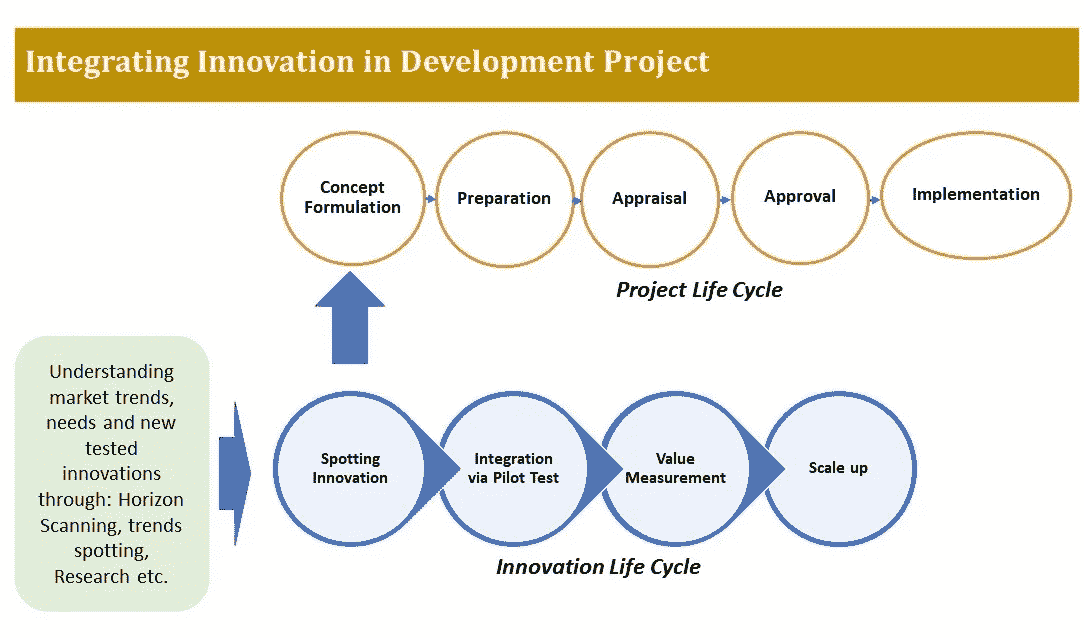 Integrating Innovation in Development Project
Concept
Formulation
Preparation
Appraisal
Approval
Implementation
Project Life Cycle
Understanding
market trends,
needs and new
tested
innovations
through: Horizon
Scanning, trends
spotting,
Research etc.
Spotting
Innovation
Integration
via Pilot Test
Value
Measurement
Scale up
Innovation Life Cycle